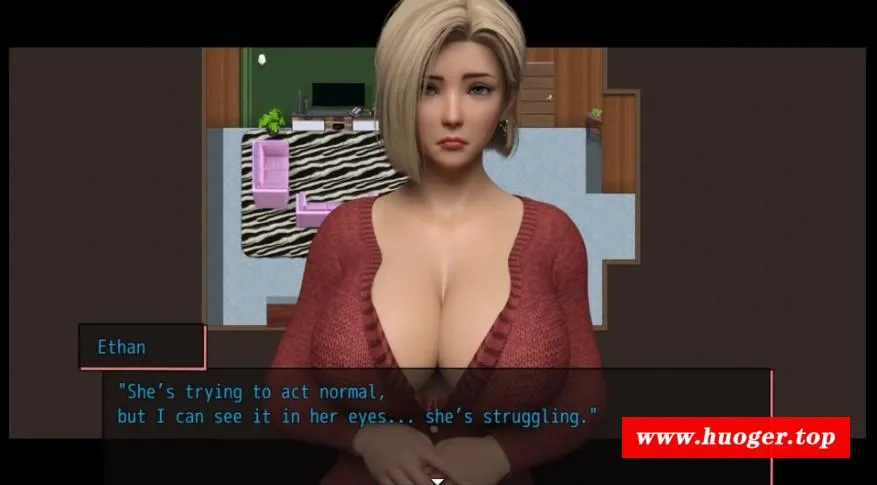 Ethan
"She's trying to act normal,
but I can see it in her eyes... she's struggling."
www.huoger.top